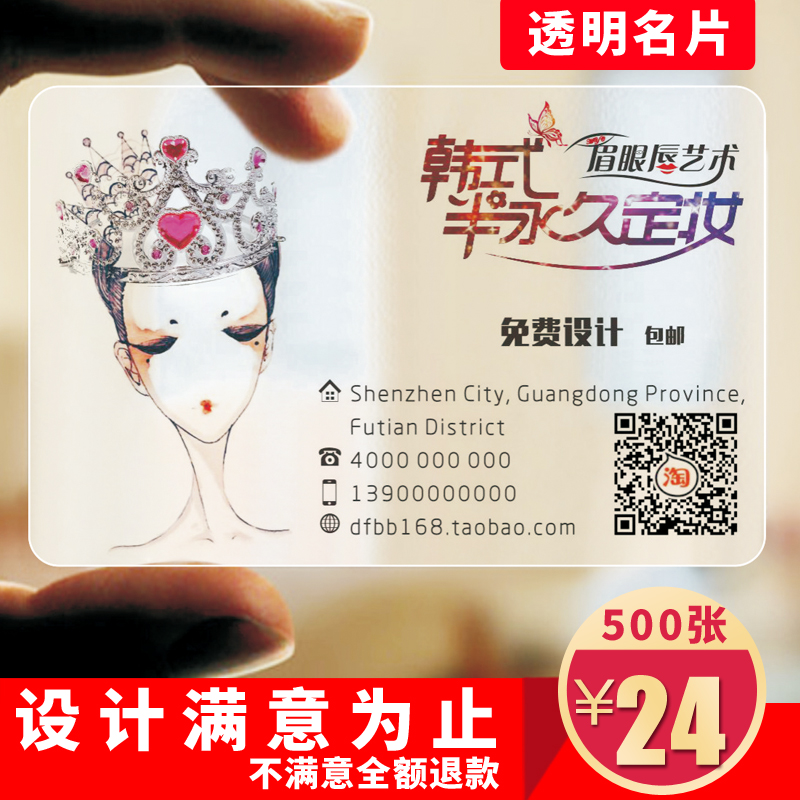 透明名片
眉眼唇艺术
韩式
半永久定妆
免费设计 包邮
Shenzhen City, Guangdong Province,
Futian District
4000 000 000
13900000000
dfbb168.taobao.com
淘
500张
¥24
设计满意为止
不满意全额退款